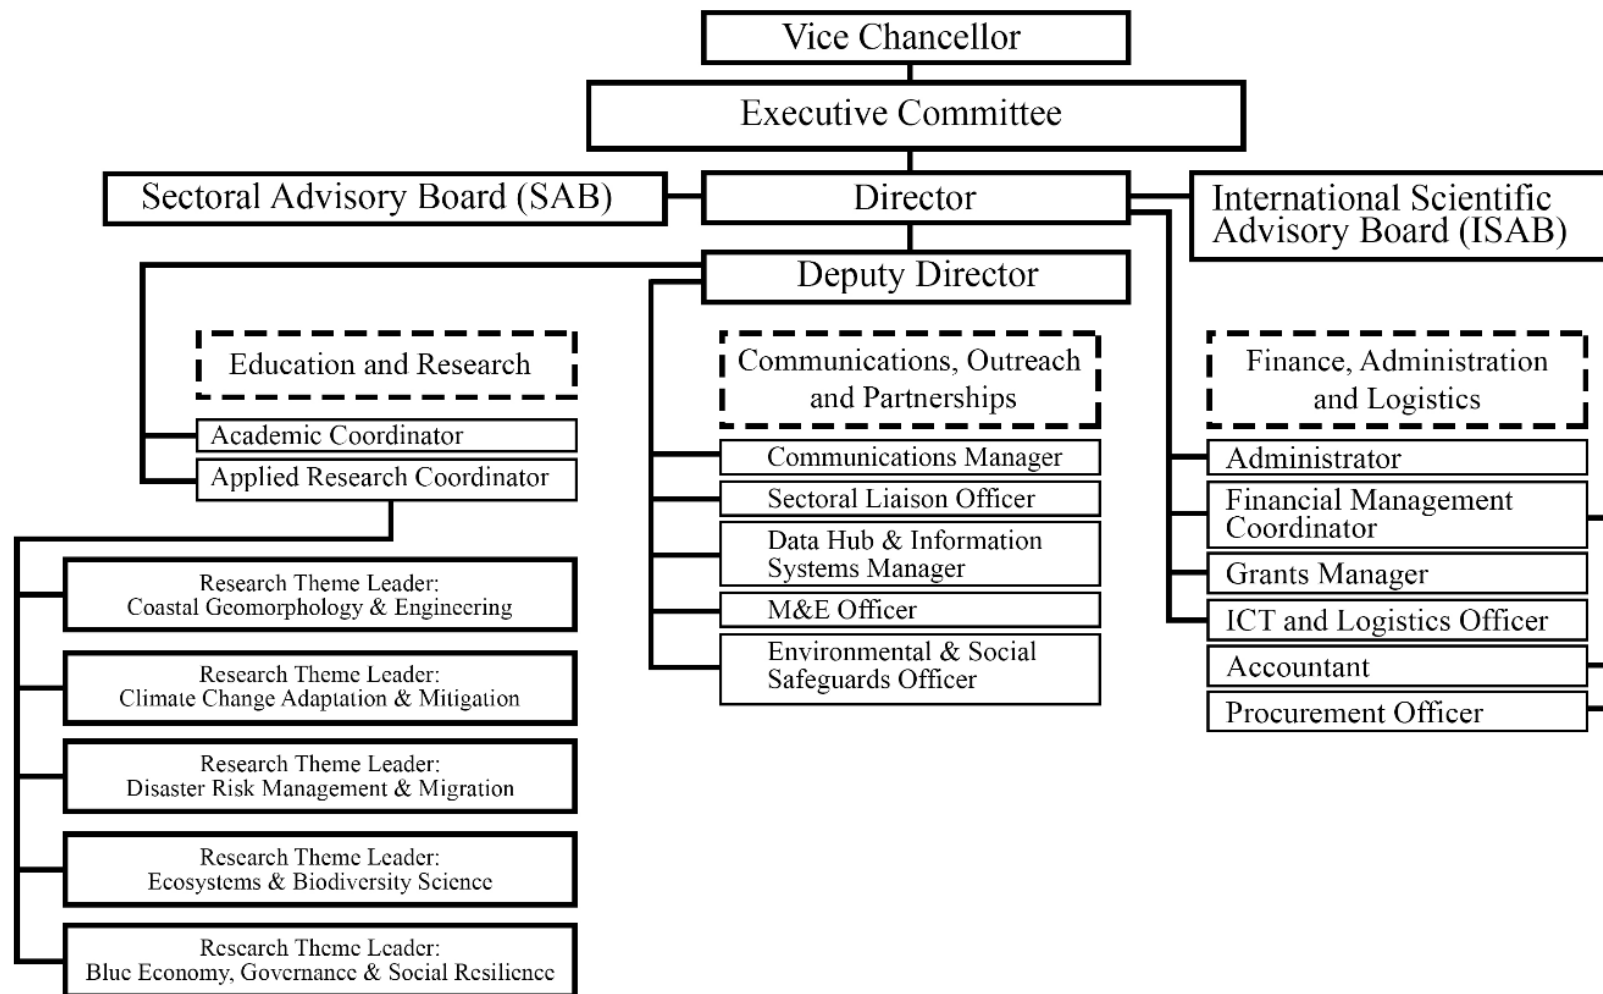 Vice Chancellor
Executive Committee
Sectoral Advisory Board (SAB)
Director
International Scientific
Advisory Board (ISAB)
Deputy Director
Education and Research
Academic Coordinator
Applied Research Coordinator
Research Theme Leader:
Coastal Geomorphology & Engineering
Research Theme Leader:
Climate Change Adaptation & Mitigation
Research Theme Leader:
Disaster Risk Management & Migration
Research Theme Leader:
Ecosystems & Biodiversity Science
Research Theme Leader:
Blue Economy, Governance & Social Resilience
Communications, Outreach
and Partnerships
Communications Manager
Sectoral Liaison Officer
Data Hub & Information
Systems Manager
M&E Officer
Environmental & Social
Safeguards Officer
Finance, Administration
and Logistics
Administrator
Financial Management
Coordinator
Grants Manager
ICT and Logistics Officer
Accountant
Procurement Officer